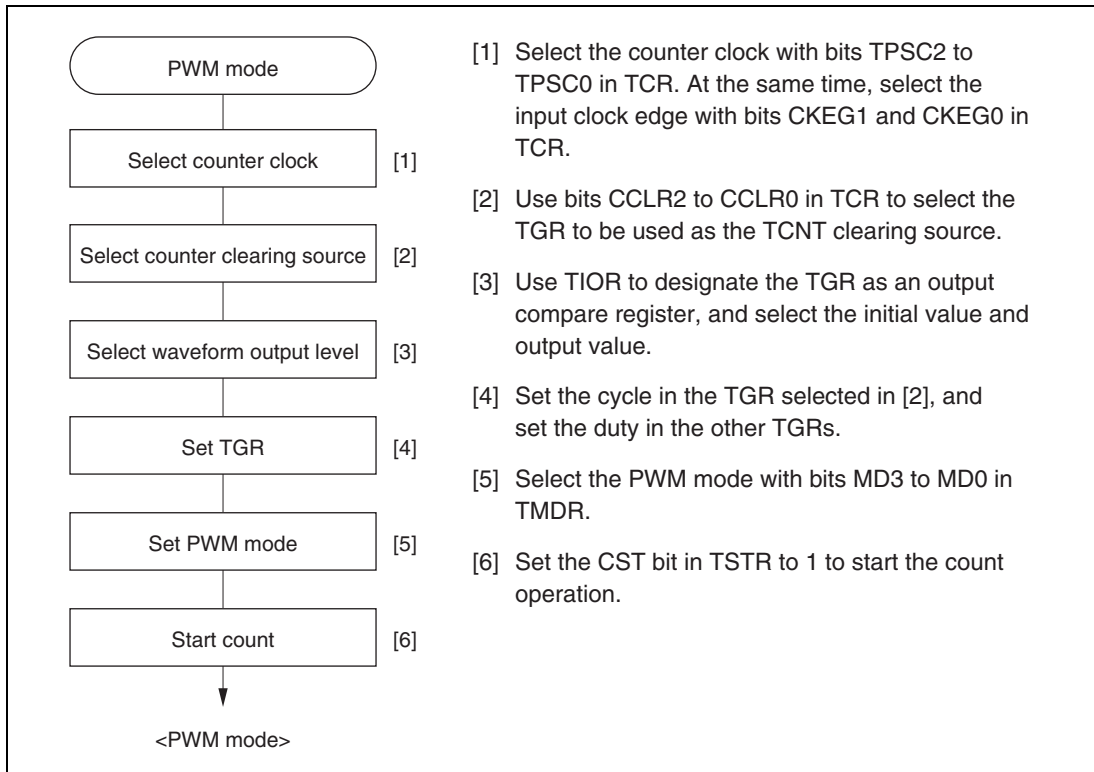 PWM mode
Select counter clock [1]
Select counter clearing source [2]
Select waveform output level [3]
Set TGR [4]
Set PWM mode [5]
Start count [6]
<PWM mode>
[1] Select the counter clock with bits TPSC2 to
TPSC0 in TCR. At the same time, select the
input clock edge with bits CKEG1 and CKEG0 in
TCR.
[2] Use bits CCLR2 to CCLR0 in TCR to select the
TGR to be used as the TCNT clearing source.
[3] Use TIOR to designate the TGR as an output
compare register, and select the initial value and
output value.
[4] Set the cycle in the TGR selected in [2], and
set the duty in the other TGRs.
[5] Select the PWM mode with bits MD3 to MD0 in
TMDR.
[6] Set the CST bit in TSTR to 1 to start the count
operation.